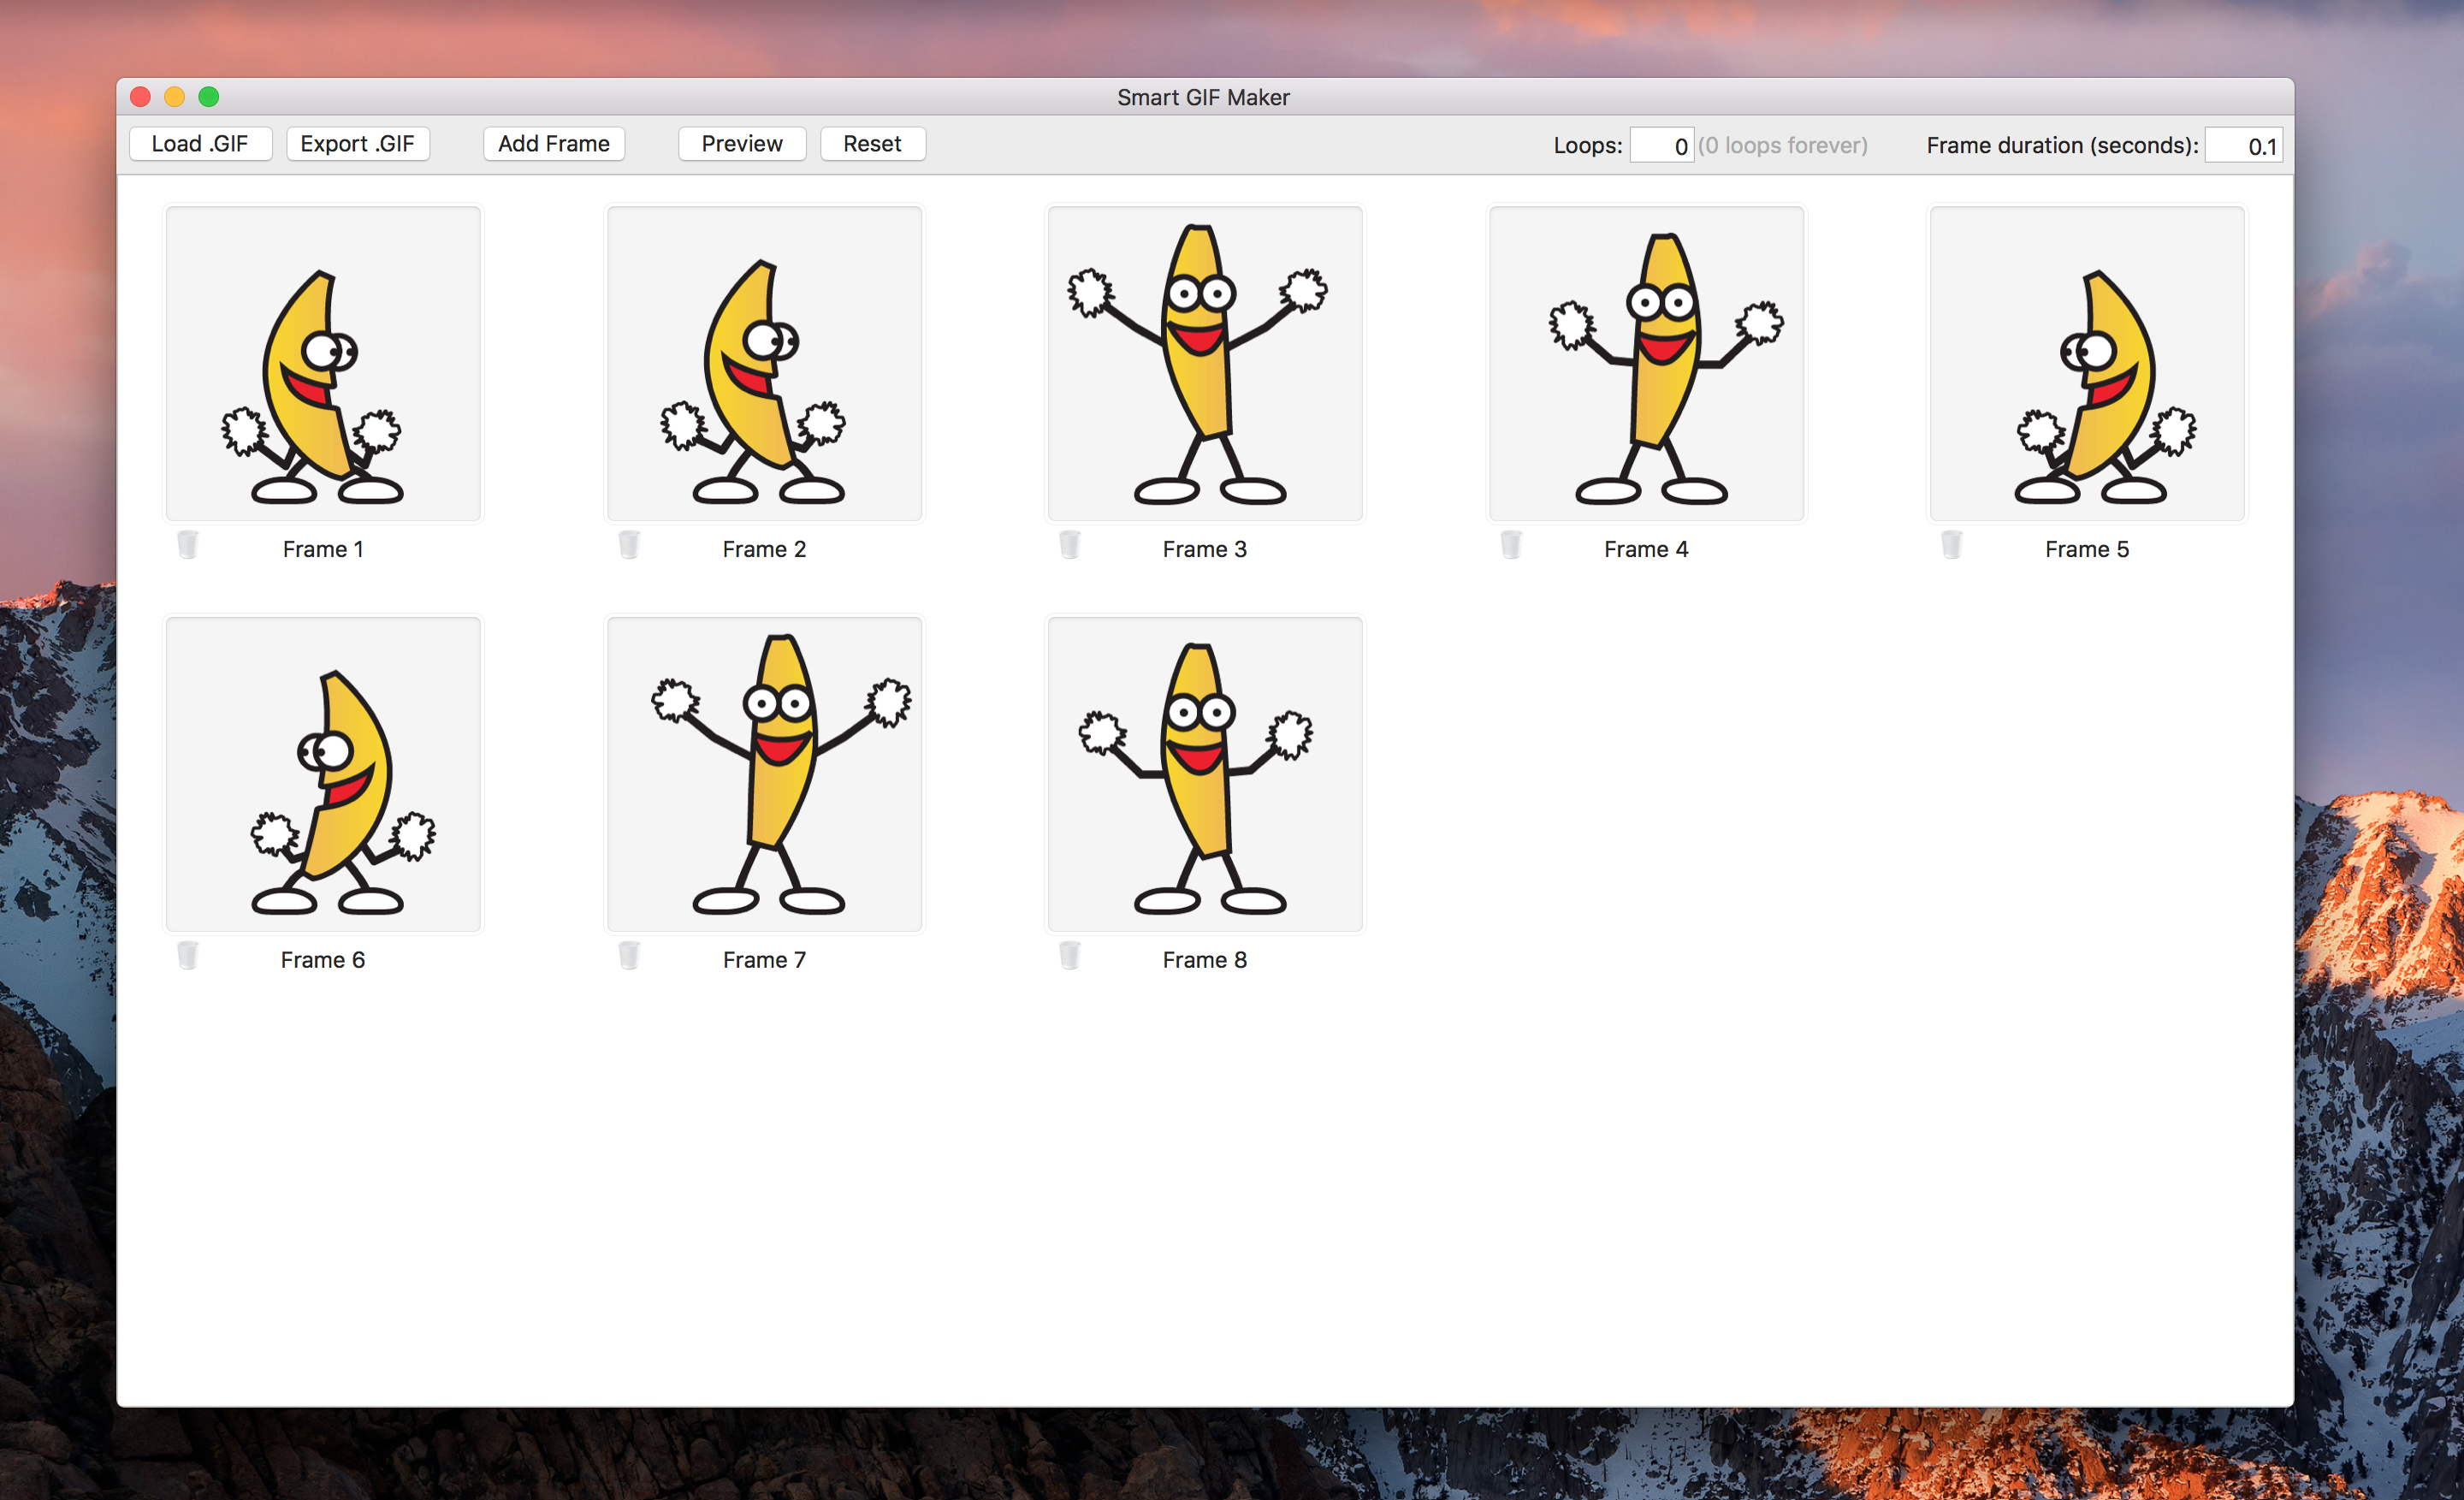 Smart GIF Maker
Load .GIF Export .GIF Add Frame Preview Reset Loops: 0 (0 loops forever) Frame duration (seconds): 0.1
Frame 1 Frame 2 Frame 3 Frame 4 Frame 5
Frame 6 Frame 7 Frame 8